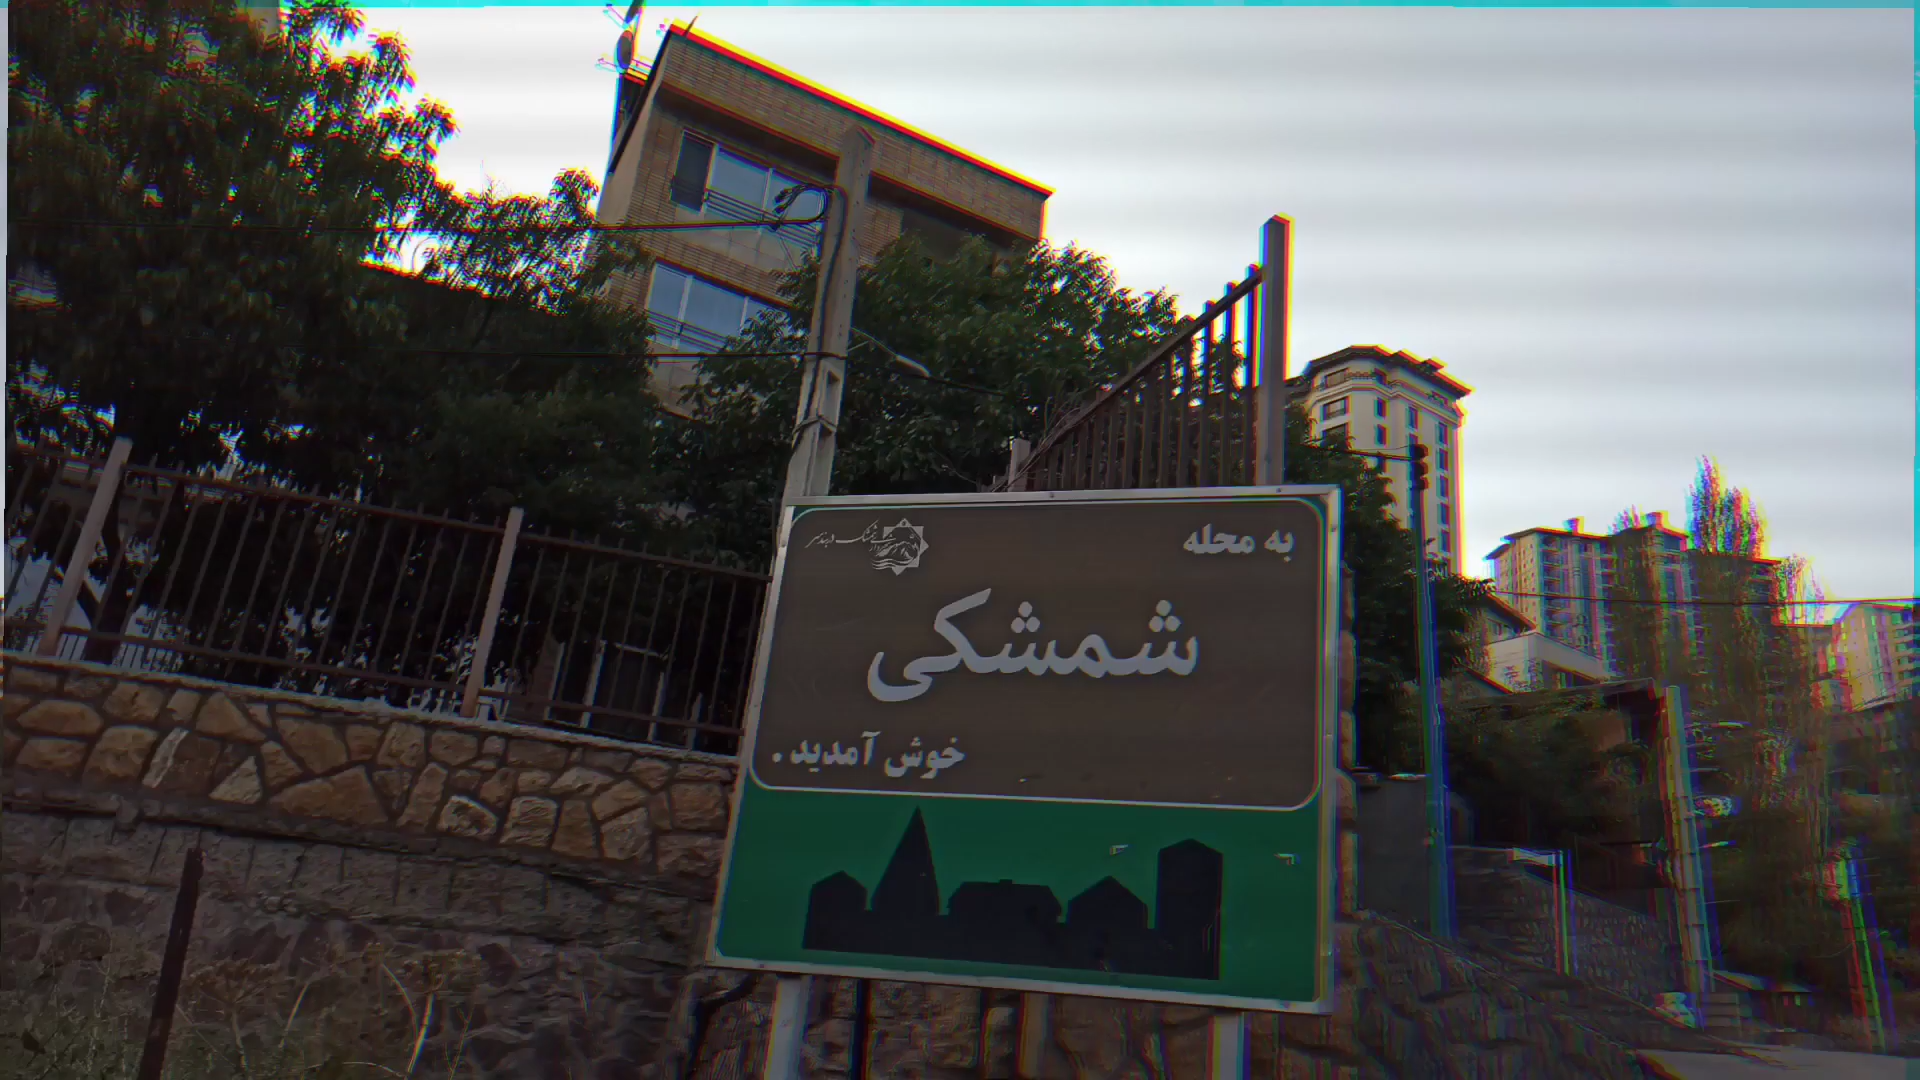 به محله
شمشکی
خوش آمدید .